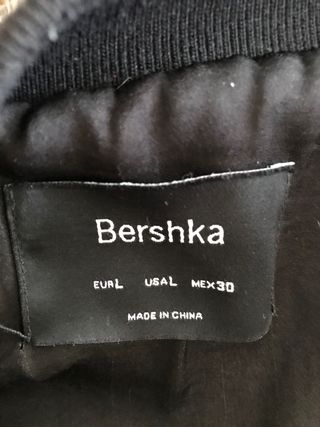 Bershka
EUR L USA L MEX 30
MADE IN CHINA